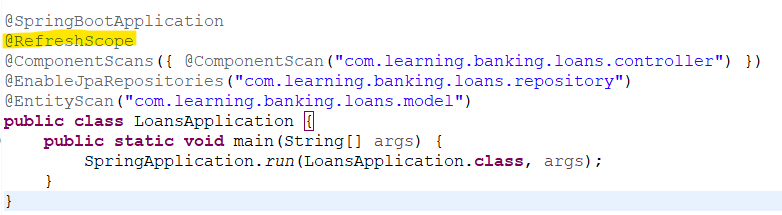 @SpringBootApplication
@RefreshScope
@ComponentScans({ @ComponentScan("com.learning.banking.loans.controller") })
@EnableJpaRepositories("com.learning.banking.loans.repository")
@EntityScan("com.learning.banking.loans.model")
public class LoansApplication {
    public static void main(String[] args) {
        SpringApplication.run(LoansApplication.class, args);
    }
}